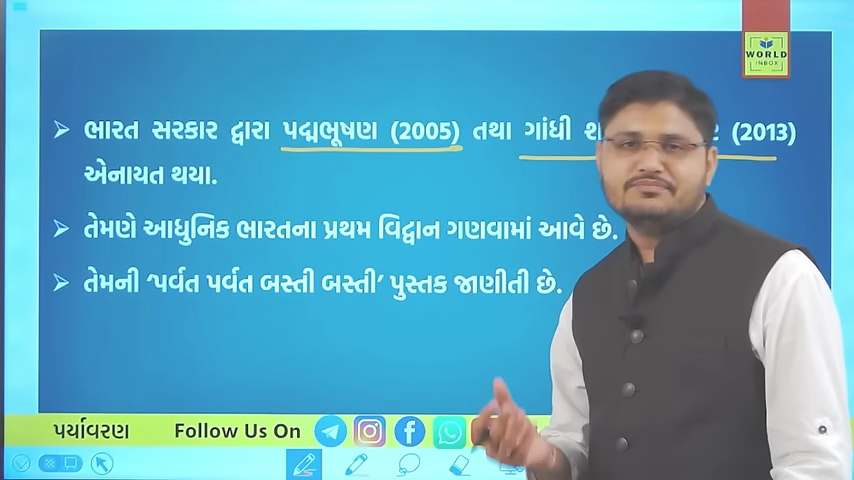 WORLD
INBOX
➤ ભારત સરકાર દ્વારા પદ્મભૂષણ (2005) તથા ગાંધી (2013)
એનાયત થયા.
➤ તેમણે આધુનિક ભારતના પ્રથમ વિદ્વાન ગણવામાં આવે છે.
➤ તેમની ‘પર્વત પર્વત બસ્તી બસ્તી’ પુસ્તક જાણીતી છે.
પર્યાવરણ Follow Us On